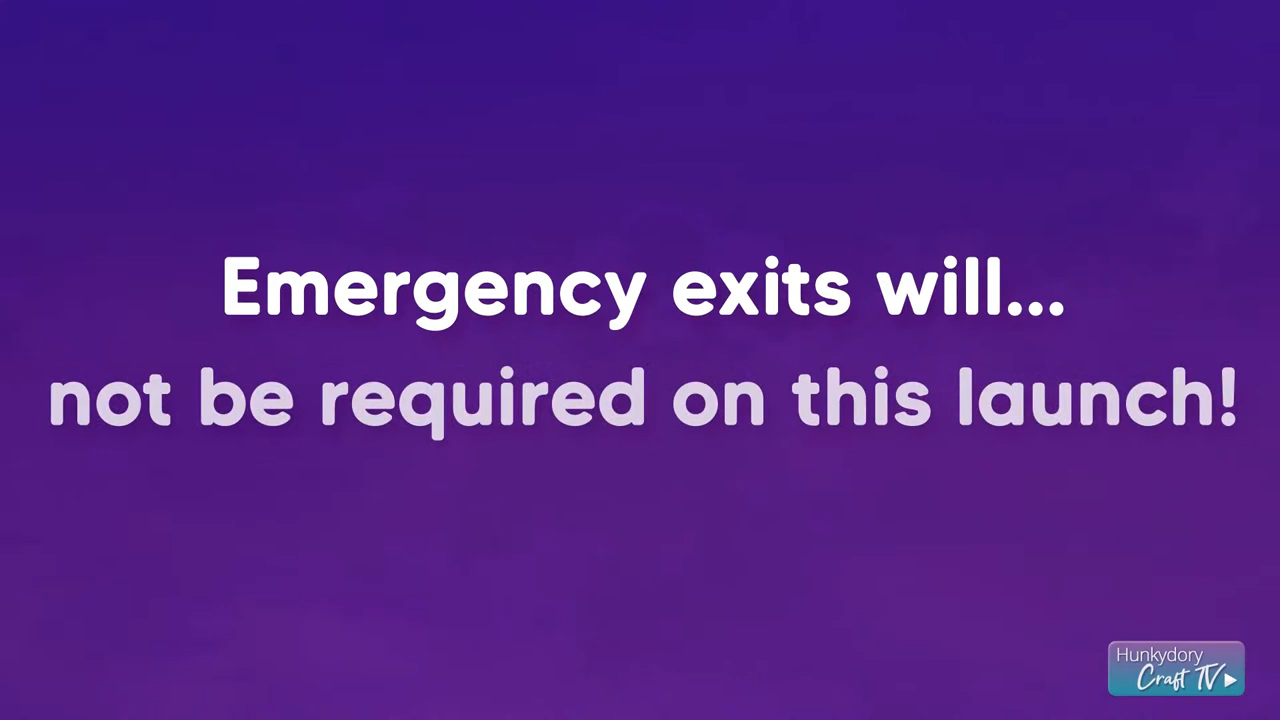 Emergency exits will...
not be required on this launch!
Hunkydory
Craft TV